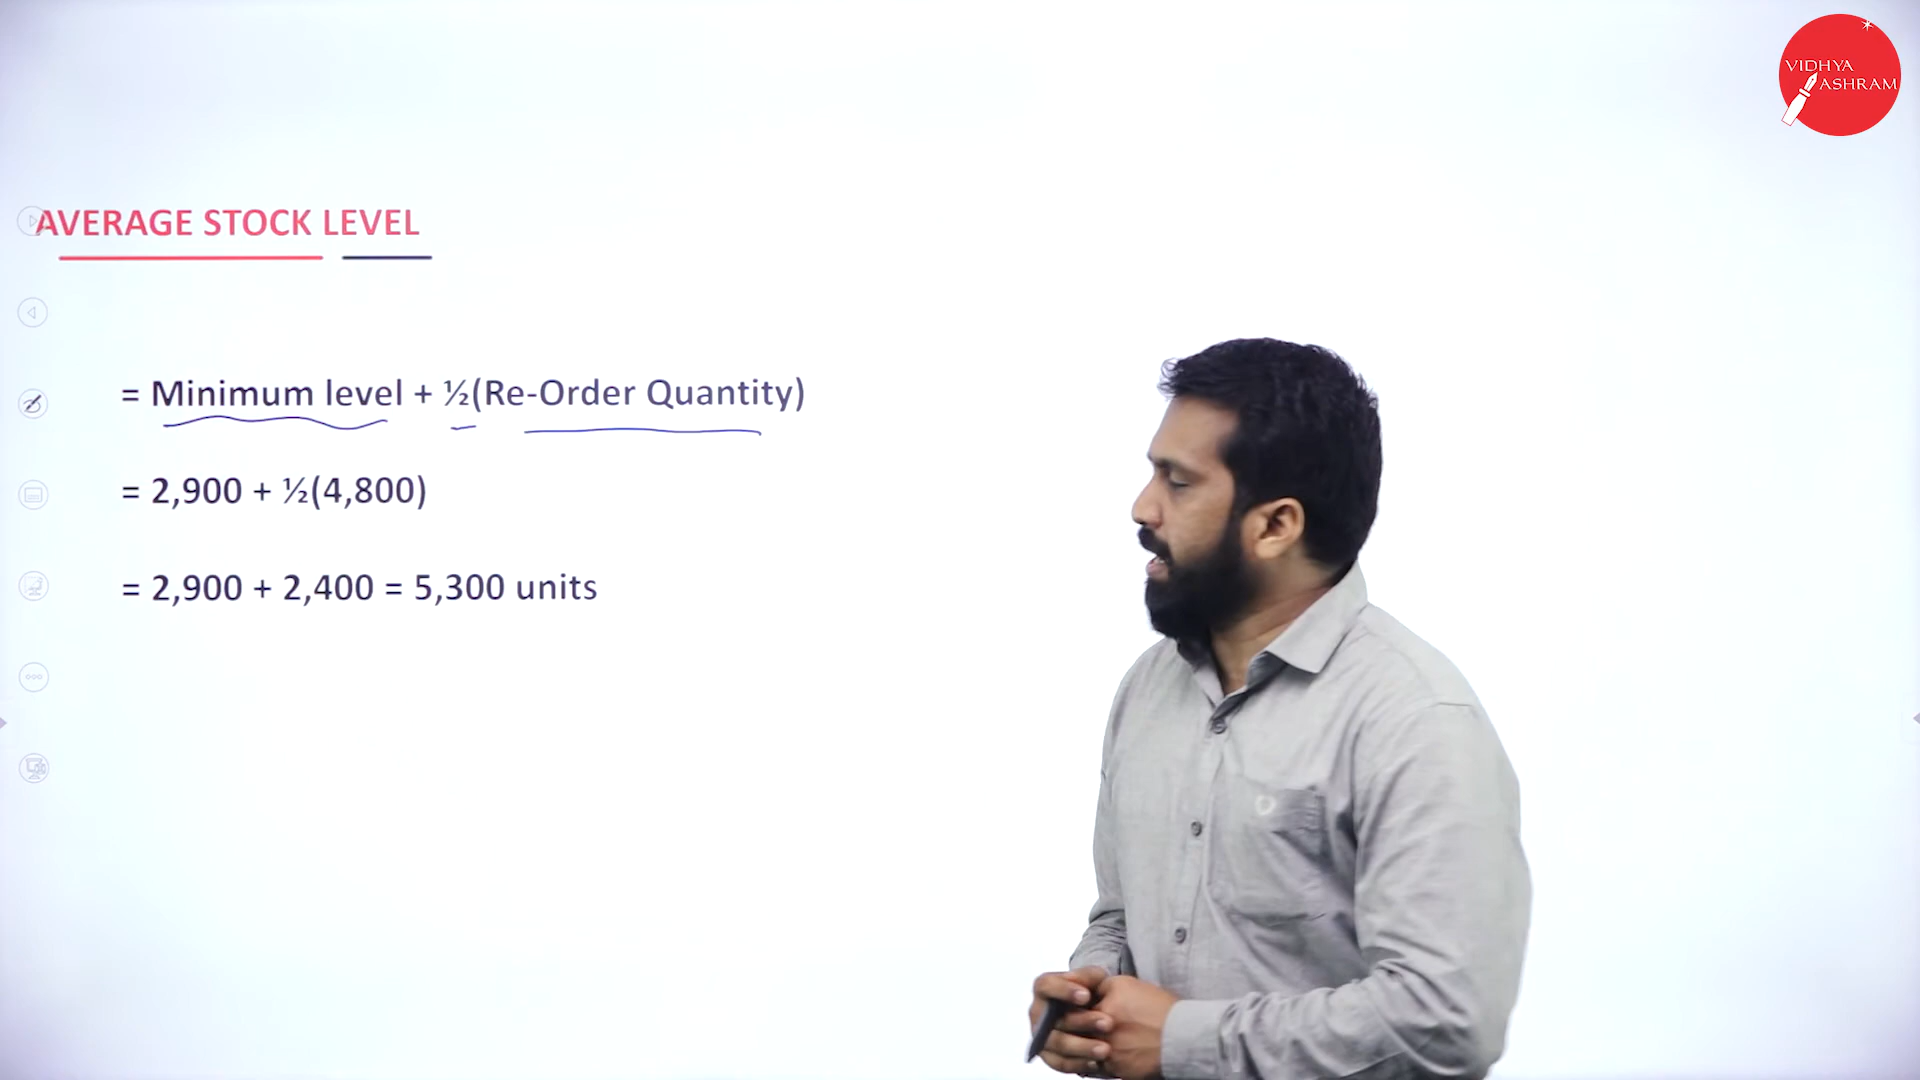 VIDHYA
ASHRAM
AVERAGE STOCK LEVEL
= Minimum level + ½(Re-Order Quantity)
= 2,900 + ½(4,800)
= 2,900 + 2,400 = 5,300 units